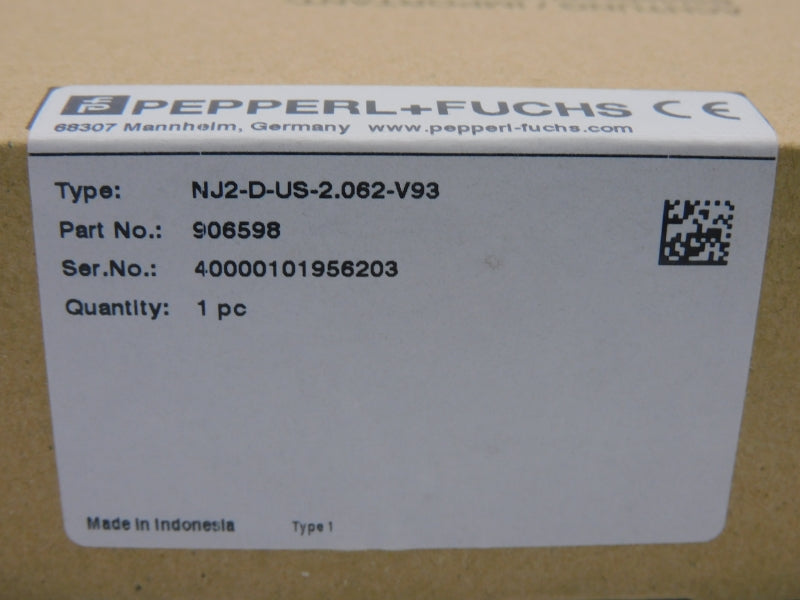 PEPPERL+FUCHS CE
68307 Mannheim, Germany www.pepperl-fuchs.com
Type: NJ2-D-US-2.062-V93
Part No.: 906598
Ser.No.: 40000101956203
Quantity: 1 pc
Made in Indonesia Type 1